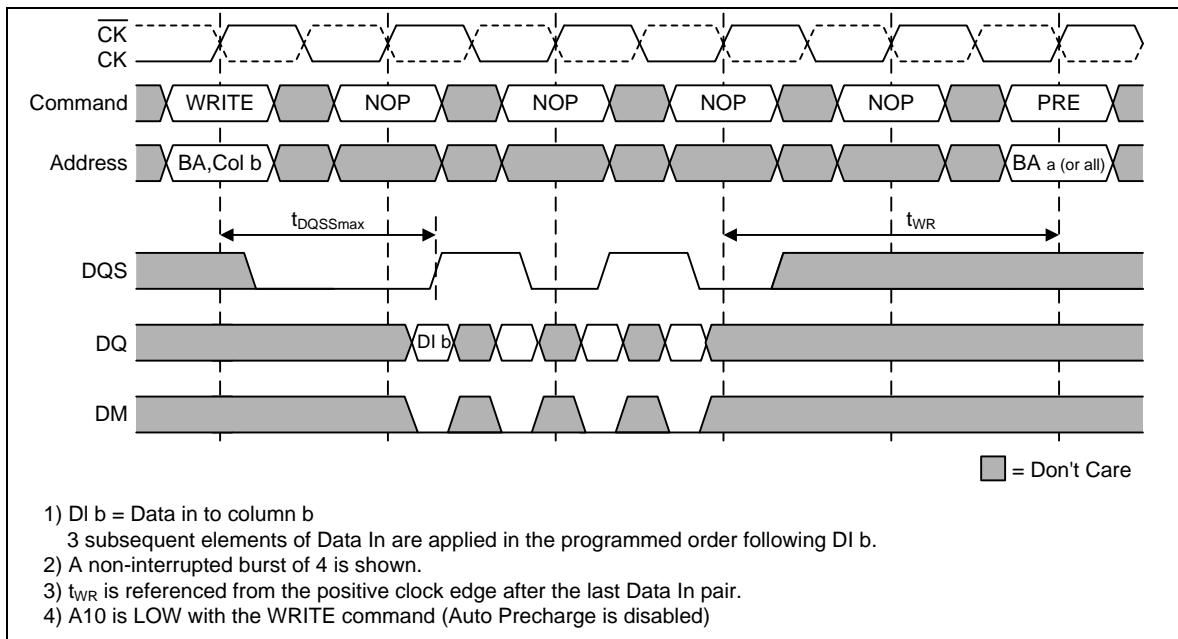 CK
CK
Command WRITE NOP NOP NOP NOP PRE
Address BA,Col b BA a (or all)
tDQSSmax tWR
DQS
DQ DI b
DM
= Don't Care
1) DI b = Data in to column b
3 subsequent elements of Data In are applied in the programmed order following DI b.
2) A non-interrupted burst of 4 is shown.
3) tWR is referenced from the positive clock edge after the last Data In pair.
4) A10 is LOW with the WRITE command (Auto Precharge is disabled)